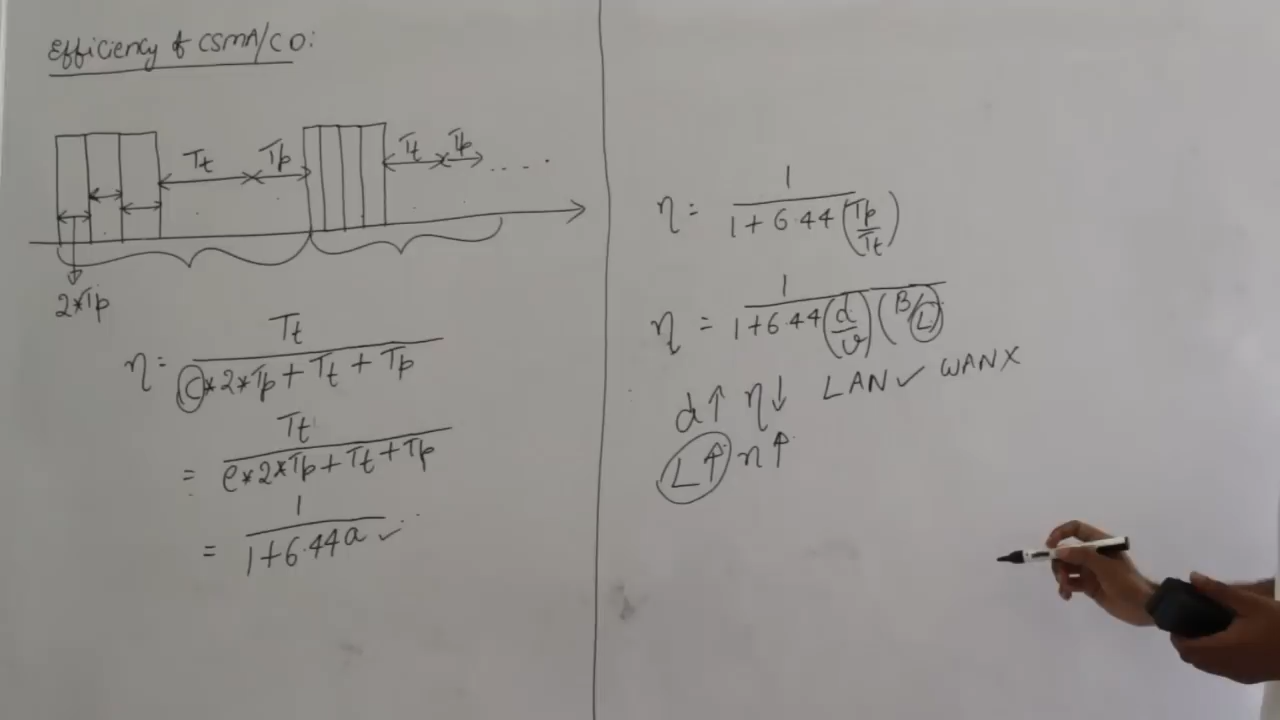 Efficiency of CSMA/CD:
Tt Tp Tt Tp ....
2*Tp
η = Tt / (C*2*Tp + Tt + Tp)
= Tt / (e*2*Tp + Tt + Tp)
= 1 / (1+6.44a) ✓
η = 1 / (1 + 6.44 (Tp/Tt))
η = 1 / (1+6.44 (d/v) (B/L))
d↑ η↓ LAN✓ WANX
L↑ η↑